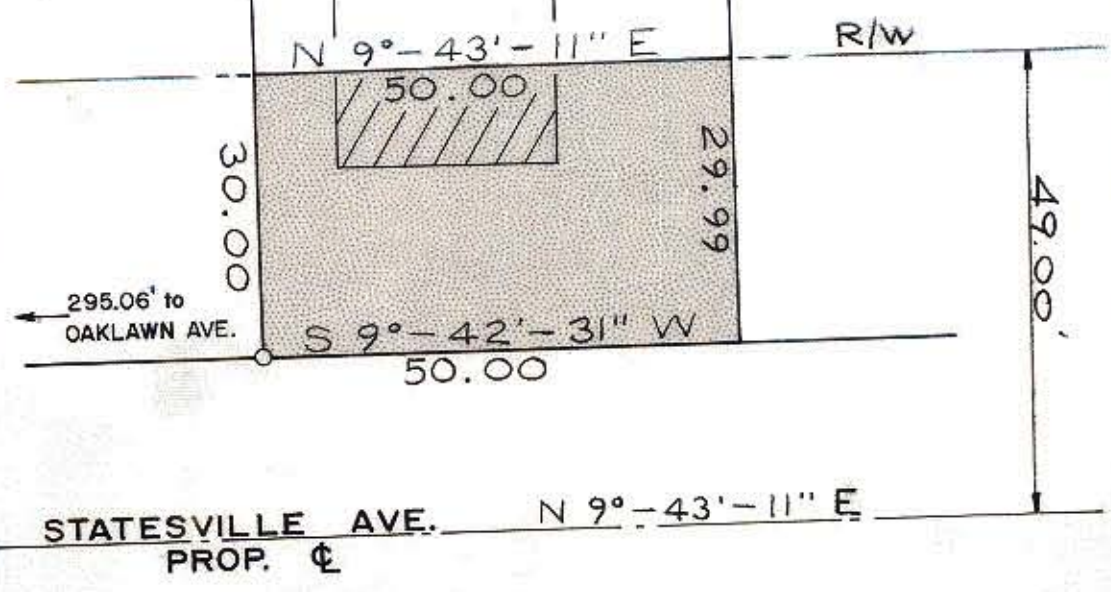 R/W
N 9°-43'-11" E
50.00
30.00
29.99
49.00'
295.06' to
OAKLAWN AVE.
S 9°-42'-31" W
50.00
STATESVILLE AVE. N 9°-43'-11" E
PROP. ℄